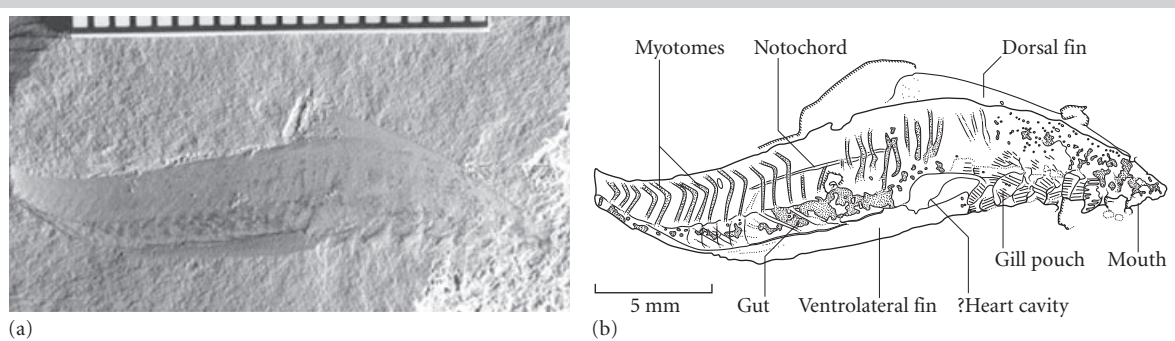 Myotomes Notochord Dorsal fin
Gill pouch Mouth
5 mm Gut Ventrolateral fin ?Heart cavity
(a) (b)